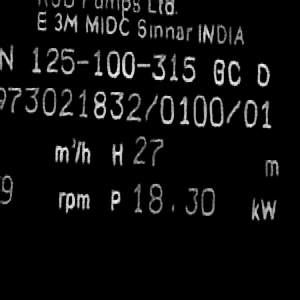 Pumps Ltd.
E 3M MIDC Sinnar INDIA
N 125-100-315 GC D
973021832/0100/01
m³/h H 27 m
9 rpm P 18.30 kW